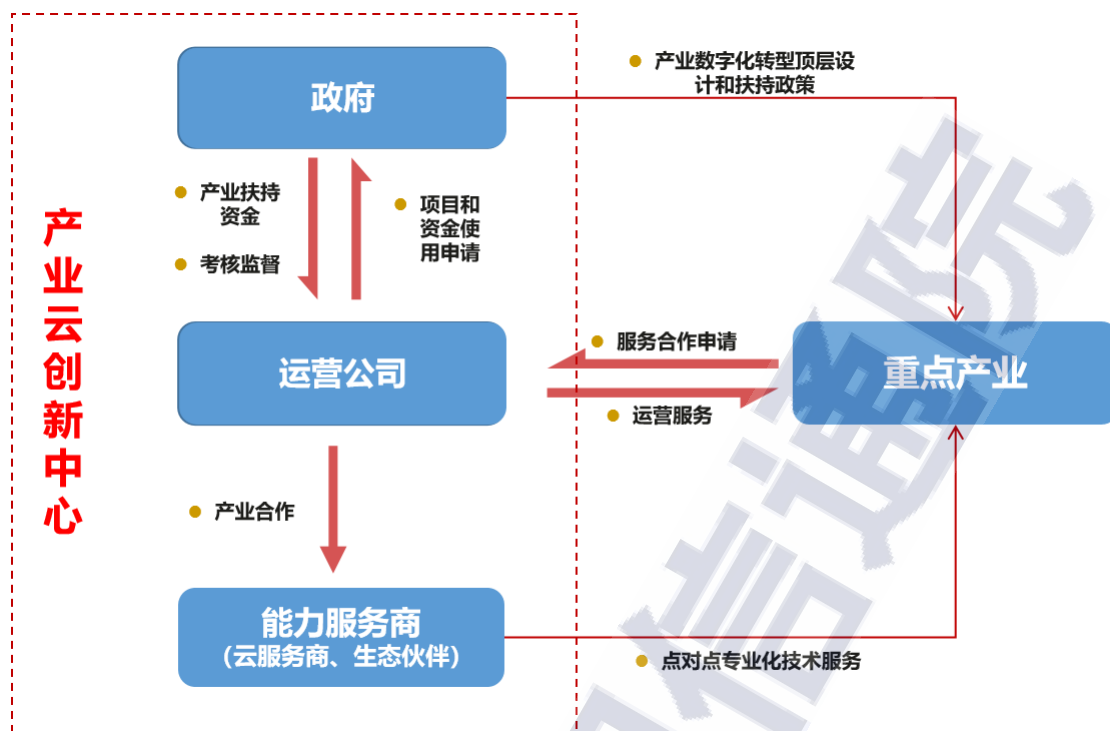 政府
产业数字化转型顶层设
计和扶持政策
产业扶持
资金
考核监督
项目和
资金使
用申请
产业云创新中心
运营公司
服务合作申请
运营服务
重点产业
产业合作
能力服务商
（云服务商、生态伙伴）
点对点专业化技术服务
信通院